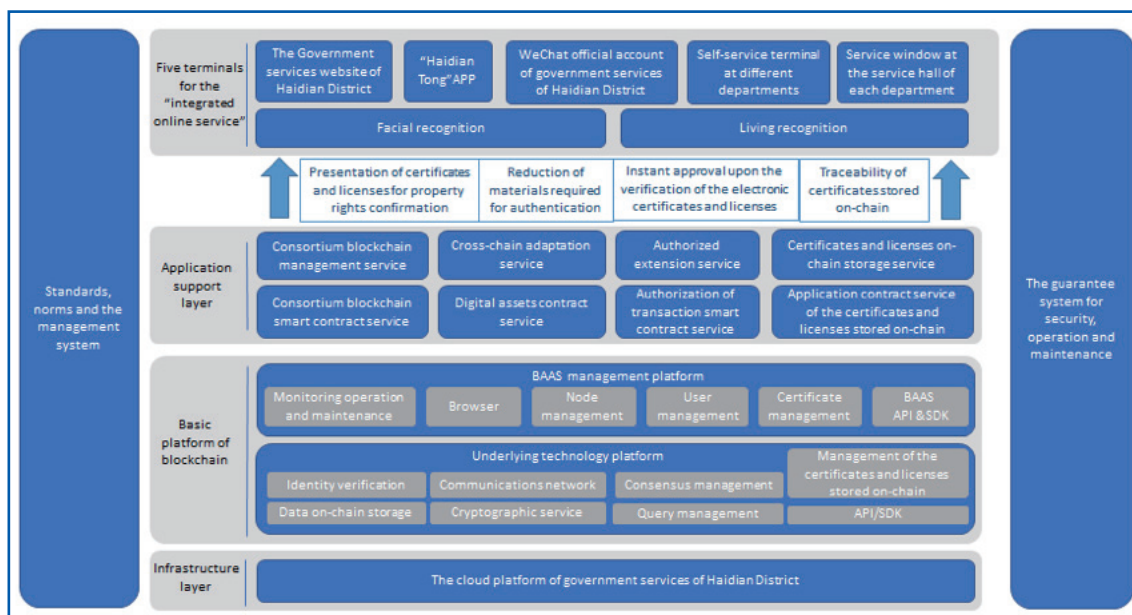 Standards,
norms and the
management
system
Five terminals
for the
“integrated
online service”
The Government
services website of
Haidian District
“Haidian
Tong”APP
WeChat official account
of government services
of Haidian District
Self-service terminal
at different
departments
Service window at
the service hall of
each department
Facial recognition
Living recognition
Presentation of certificates
and licenses for property
rights confirmation
Reduction of
materials required
for authentication
Instant approval upon the
verification of the electronic
certificates and licenses
Traceability of
certificates stored
on-chain
Application
support
layer
Consortium blockchain
management service
Cross-chain adaptation
service
Authorized
extension service
Certificates and licenses on-
chain storage service
Consortium blockchain
smart contract service
Digital assets contract
service
Authorization of
transaction smart
contract service
Application contract service
of the certificates and
licenses stored on-chain
Basic
platform of
blockchain
BAAS management platform
Monitoring operation
and maintenance
Browser
Node
management
User
management
Certificate
management
BAAS
API &SDK
Underlying technology platform
Identity verification
Communications network
Consensus management
Management of the
certificates and licenses
stored on-chain
Data on-chain storage
Cryptographic service
Query management
API/SDK
Infrastructure
layer
The cloud platform of government services of Haidian District
The guarantee
system for
security,
operation and
maintenance